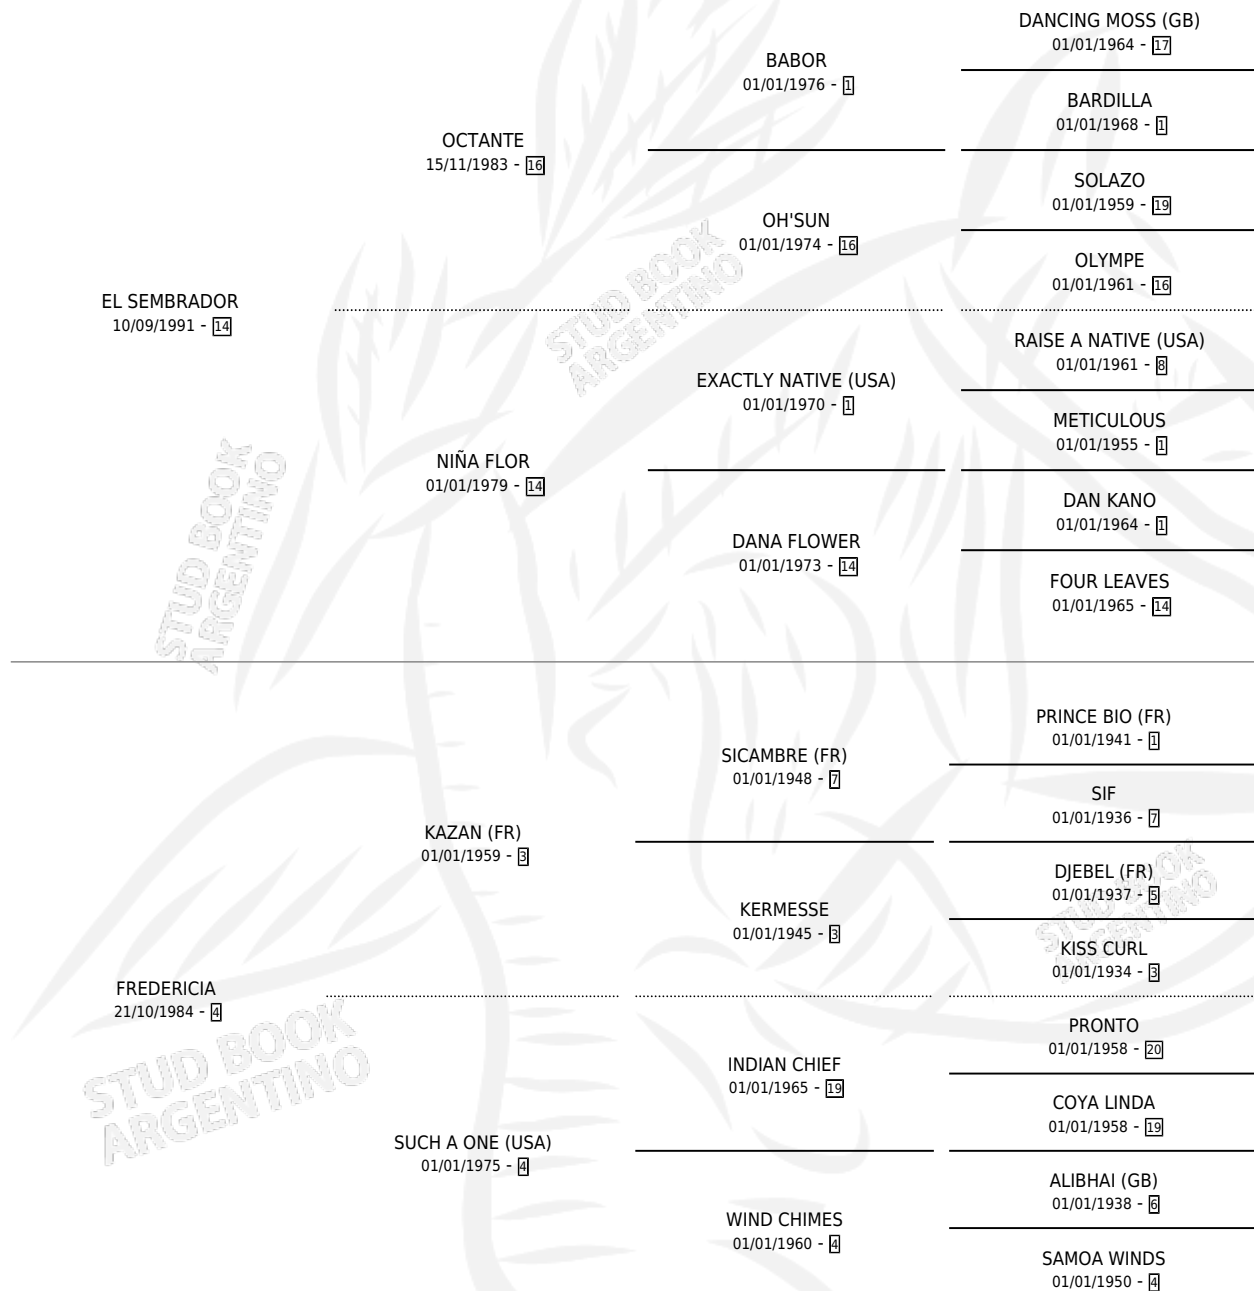 DANCING MOSS (GB)
01/01/1964 - 17
BABOR
01/01/1976 - 1
BARDILLA
01/01/1968 - 1
OCTANTE
15/11/1983 - 16
SOLAZO
01/01/1959 - 19
OH'SUN
01/01/1974 - 16
OLYMPE
01/01/1961 - 16
EL SEMBRADOR
10/09/1991 - 14
RAISE A NATIVE (USA)
01/01/1961 - 8
EXACTLY NATIVE (USA)
01/01/1970 - 1
METICULOUS
01/01/1955 - 1
NIÑA FLOR
01/01/1979 - 14
DAN KANO
01/01/1964 - 1
DANA FLOWER
01/01/1973 - 14
FOUR LEAVES
01/01/1965 - 14
PRINCE BIO (FR)
01/01/1941 - 1
SICAMBRE (FR)
01/01/1948 - 7
SIF
01/01/1936 - 7
KAZAN (FR)
01/01/1959 - 3
DJEBEL (FR)
01/01/1937 - 5
KERMESSE
01/01/1945 - 3
KISS CURL
01/01/1934 - 3
FREDERICIA
21/10/1984 - 4
PRONTO
01/01/1958 - 20
INDIAN CHIEF
01/01/1965 - 19
COYA LINDA
01/01/1958 - 19
SUCH A ONE (USA)
01/01/1975 - 4
ALIBHAI (GB)
01/01/1938 - 6
WIND CHIMES
01/01/1960 - 4
SAMOA WINDS
01/01/1950 - 4
STUD BOOK
ARGENTINO
STUD BOOK
ARGENTINO
STUD BOOK
ARGENTINO
STUD BOOK
ARGENTINO